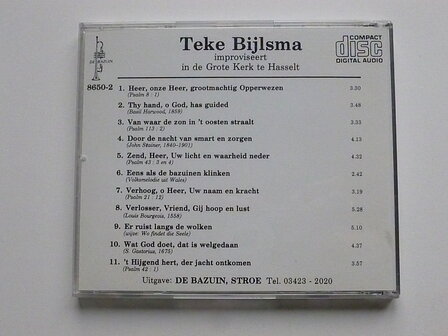 Teke Bijlsma
improviseert
in de Grote Kerk te Hasselt
DE BAZUIN
COMPACT
disc
DIGITAL AUDIO
8650-2
1. Heer, onze Heer, grootmachtig Opperwezen 3.30
(Psalm 8 : 1)
2. Thy hand, o God, has guided 3.48
(Basil Harwood, 1859)
3. Van waar de zon in 't oosten straalt 3.33
(Psalm 113 : 2)
4. Door de nacht van smart en zorgen 4.13
(John Stainer, 1840-1901)
5. Zend, Heer, Uw licht en waarheid neder 4.32
(Psalm 43 : 3 en 4)
6. Eens als de bazuinen klinken 2.40
(Volksmelodie uit Wales)
7. Verhoog, o Heer, Uw naam en kracht 3.19
(Psalm 21 : 12)
8. Verlosser, Vriend, Gij hoop en lust 5.28
(Louis Bourgeois, 1558)
9. Er ruist langs de wolken 5.10
(wijze: Wo findet die Seele)
10. Wat God doet, dat is welgedaan 4.37
(S. Gastorius, 1675)
11. 't Hijgend hert, der jacht ontkomen 3.57
(Psalm 42 : 1)
Uitgave: DE BAZUIN, STROE Tel. 03423 - 2020